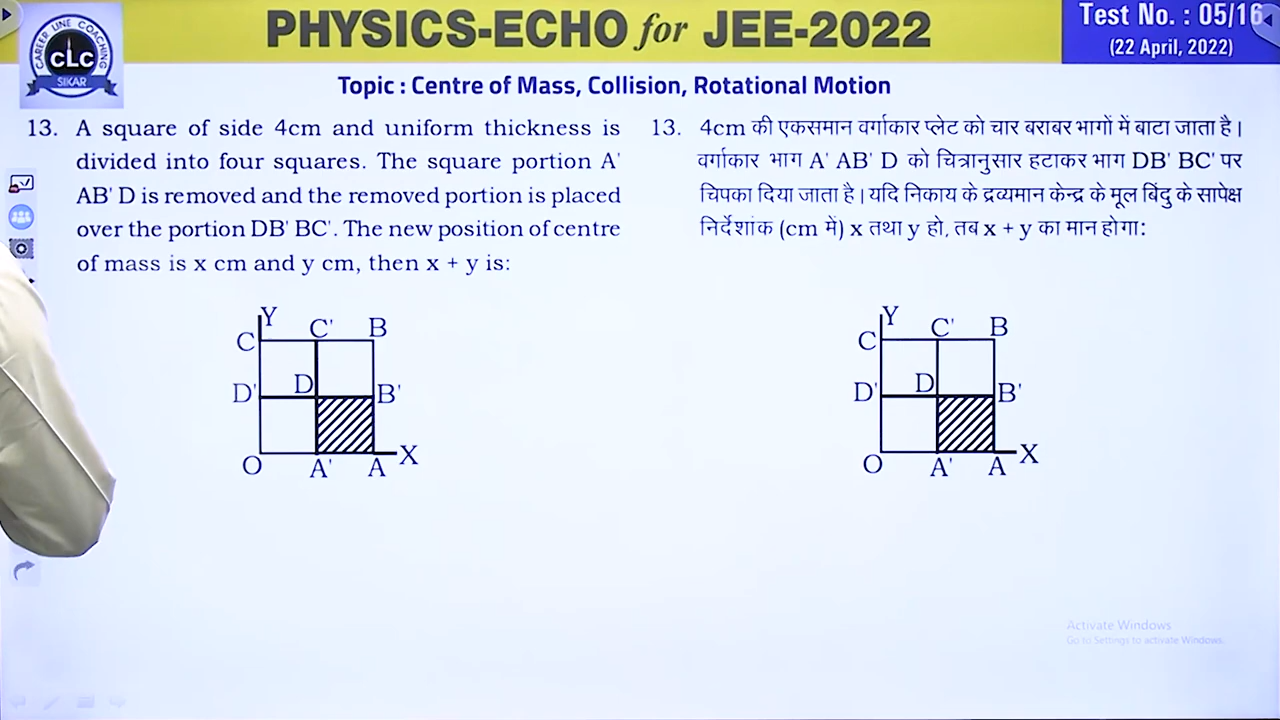 PHYSICS-ECHO for JEE-2022
Test No. : 05/16
(22 April, 2022)
CAREER LINE COACHING
CLC
SIKAR
Topic : Centre of Mass, Collision, Rotational Motion
13. A square of side 4cm and uniform thickness is
divided into four squares. The square portion A'
AB' D is removed and the removed portion is placed
over the portion DB' BC'. The new position of centre
of mass is x cm and y cm, then x + y is:
13. 4cm की एकसमान वर्गाकार प्लेट को चार बराबर भागों में बाटा जाता है।
वर्गाकार भाग A' AB' D को चित्रानुसार हटाकर भाग DB' BC' पर
चिपका दिया जाता है। यदि निकाय के द्रव्यमान केन्द्र के मूल बिंदु के सापेक्ष
निर्देशांक (cm में) x तथा y हो, तब x + y का मान होगा:
Y
C C' B
D' D B'
O A' A X
Y
C C' B
D' D B'
O A' A X
Activate Windows
Go to Settings to activate Windows.